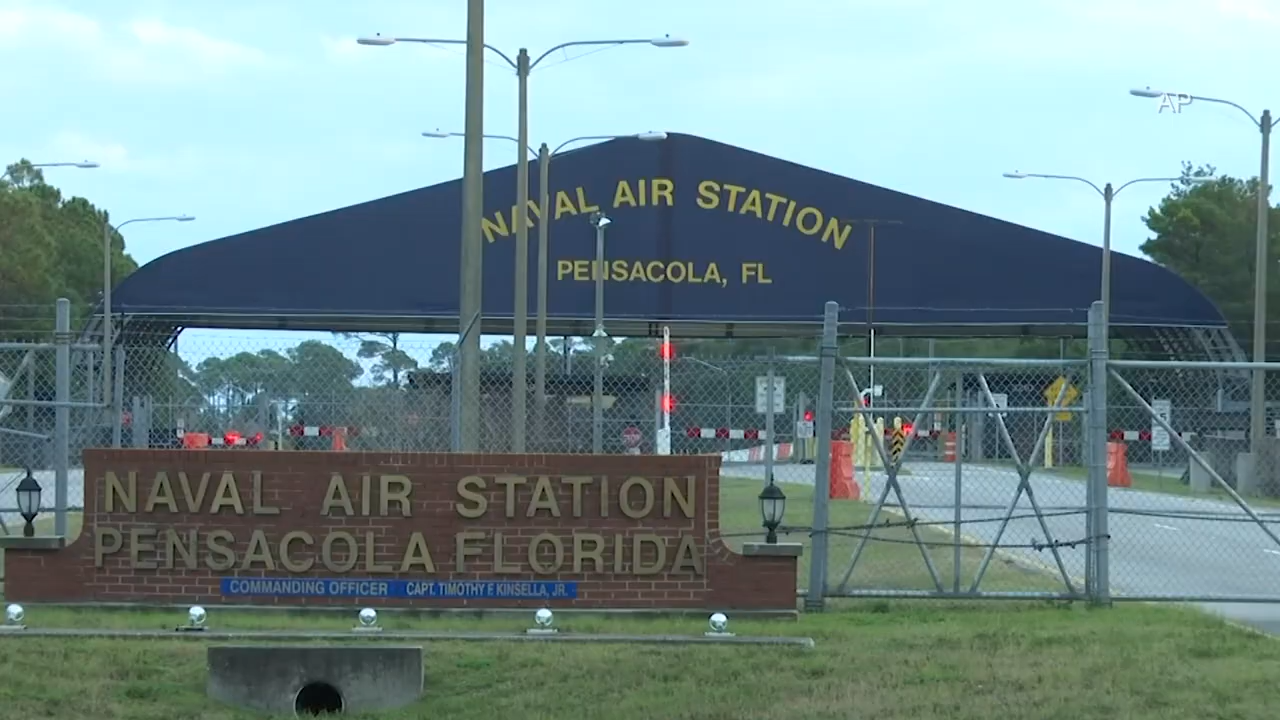 AP
NAVAL AIR STATION
PENSACOLA, FL
NAVAL AIR STATION
PENSACOLA FLORIDA
COMMANDING OFFICER CAPT. TIMOTHY F. KINSELLA, JR.